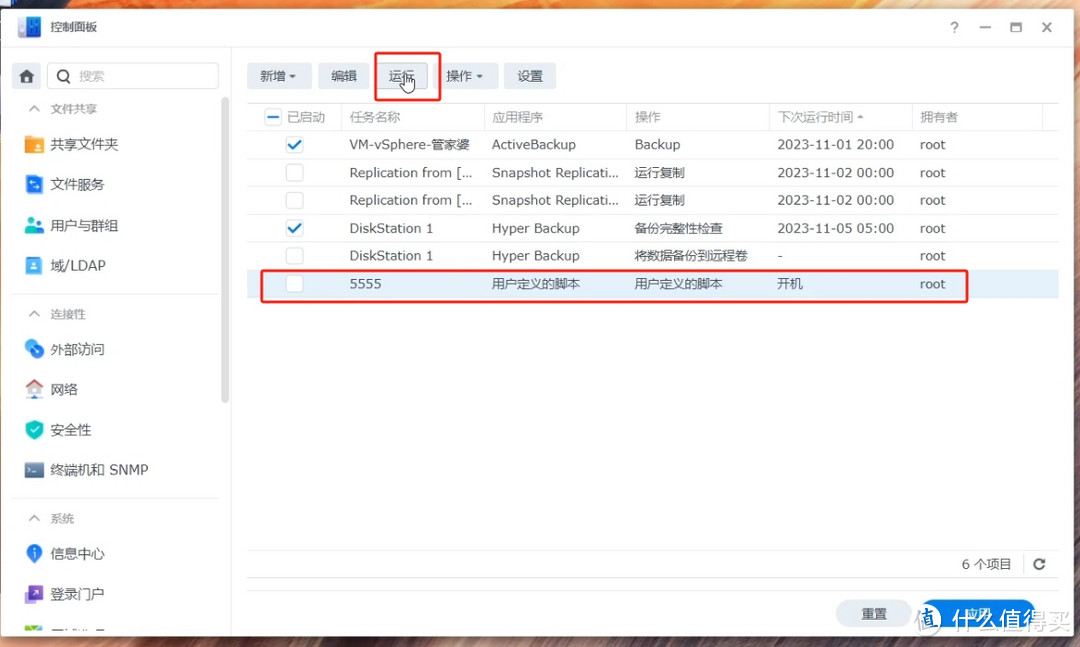 控制面板
搜索
文件共享
共享文件夹
文件服务
用户与群组
域/LDAP
连接性
外部访问
网络
安全性
终端机和 SNMP
系统
信息中心
登录门户
新增 编辑 运行 操作 设置
已启动 任务名称 应用程序 操作 下次运行时间 拥有者
VM-vSphere-管家婆 ActiveBackup Backup 2023-11-01 20:00 root
Replication from [... Snapshot Replicati... 运行复制 2023-11-02 00:00 root
Replication from [... Snapshot Replicati... 运行复制 2023-11-02 00:00 root
DiskStation 1 Hyper Backup 备份完整性检查 2023-11-05 05:00 root
DiskStation 1 Hyper Backup 将数据备份到远程卷 - root
5555 用户定义的脚本 用户定义的脚本 开机 root
6 个项目
重置 应用
值 什么值得买